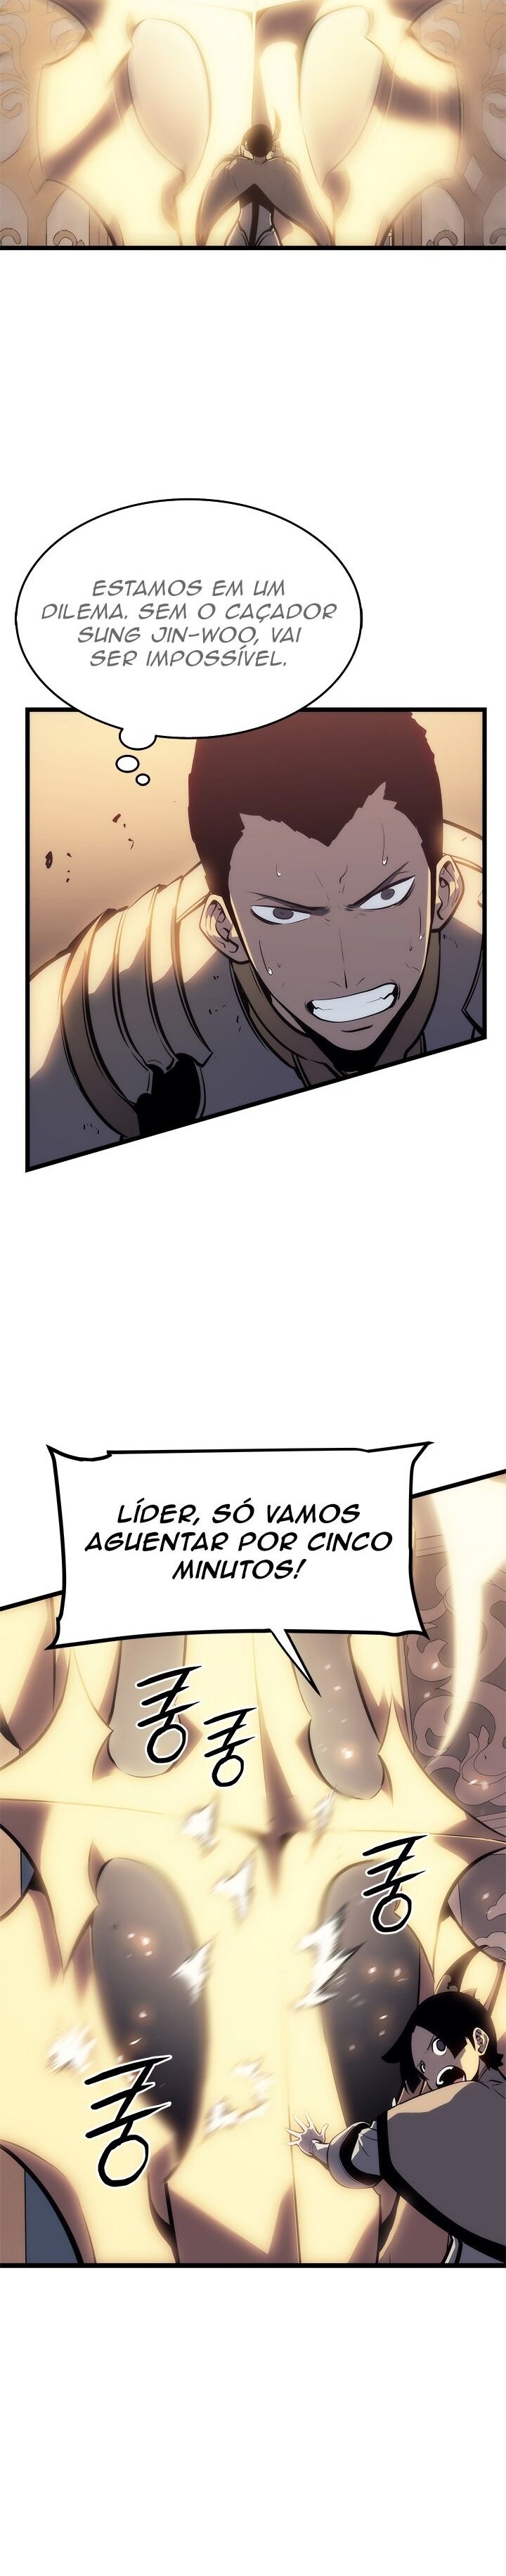 ESTAMOS EM UM
DILEMA. SEM O CAÇADOR
SUNG JIN-WOO, VAI
SER IMPOSSÍVEL.
LÍDER, SÓ VAMOS
AGUENTAR POR CINCO
MINUTOS!
쿵
쿵
쿵
쿵